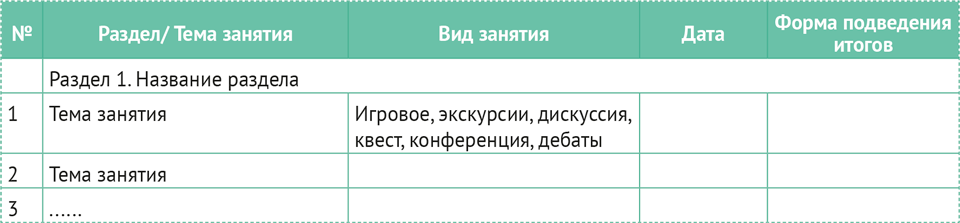 № Раздел/ Тема занятия Вид занятия Дата Форма подведения
итогов
Раздел 1. Название раздела
1 Тема занятия Игровое, экскурсии, дискуссия,
квест, конференция, дебаты
2 Тема занятия
3 ......